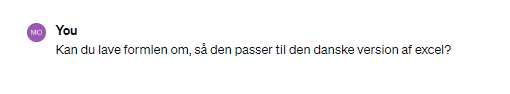 MO You
Kan du lave formlen om, så den passer til den danske version af excel?